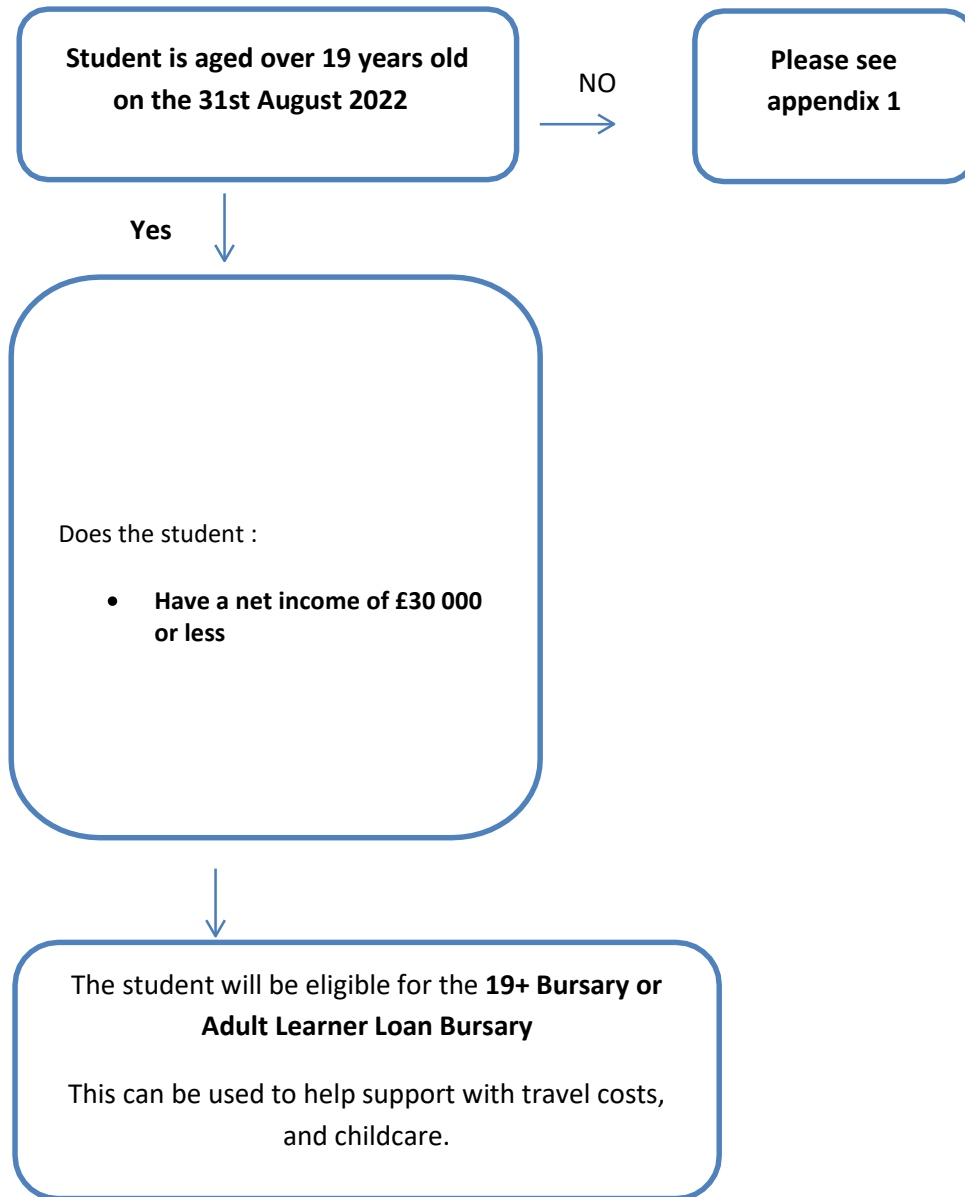 Student is aged over 19 years old
on the 31st August 2022
NO
Please see
appendix 1
Yes
Does the student :
• Have a net income of £30 000
or less
The student will be eligible for the 19+ Bursary or
Adult Learner Loan Bursary
This can be used to help support with travel costs,
and childcare.